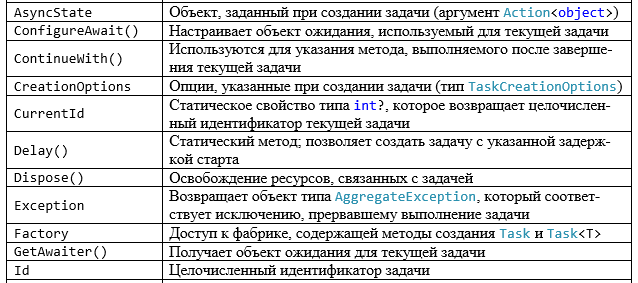 AsyncState Объект, заданный при создании задачи (аргумент Action<object>)
ConfigureAwait() Настраивает объект ожидания, используемый для текущей задачи
ContinueWith() Используются для указания метода, выполняемого после заверше-
ния текущей задачи
CreationOptions Опции, указанные при создании задачи (тип TaskCreationOptions)
CurrentId Статическое свойство типа int?, которое возвращает целочислен-
ный идентификатор текущей задачи
Delay() Статический метод; позволяет создать задачу с указанной задерж-
кой старта
Dispose() Освобождение ресурсов, связанных с задачей
Exception Возвращает объект типа AggregateException, который соответ-
ствует исключению, прервавшему выполнение задачи
Factory Доступ к фабрике, содержащей методы создания Task и Task<T>
GetAwaiter() Получает объект ожидания для текущей задачи
Id Целочисленный идентификатор задачи